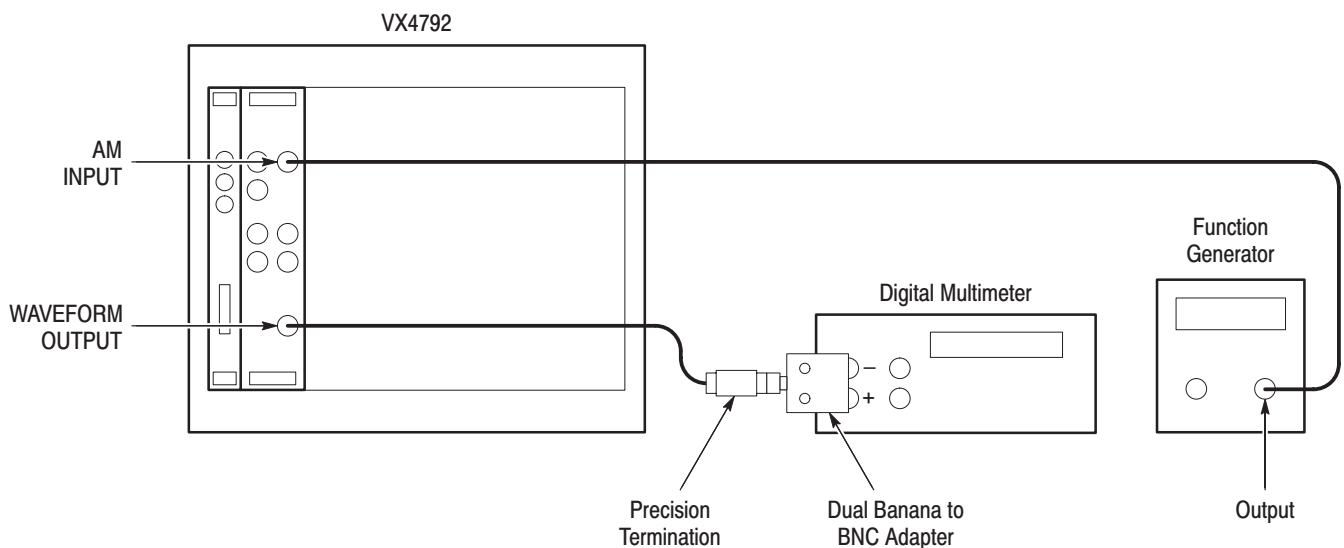 VX4792
AM
INPUT
WAVEFORM
OUTPUT
Function
Generator
Digital Multimeter
–
+
Precision
Termination
Dual Banana to
BNC Adapter
Output